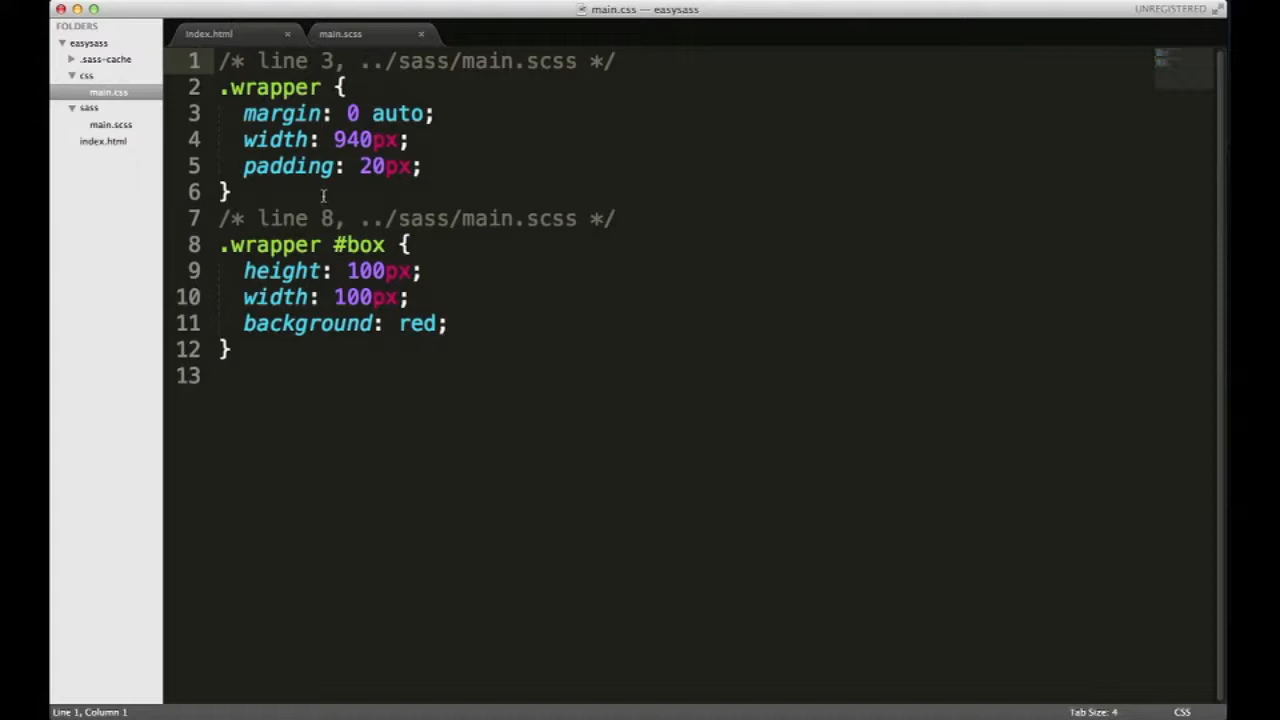 main.css — easysass
UNREGISTERED
FOLDERS
easysass
.sass-cache
css
main.css
sass
main.scss
index.html
index.html
main.scss
1 /* line 3, ../sass/main.scss */
2 .wrapper {
3 margin: 0 auto;
4 width: 940px;
5 padding: 20px;
6 }
7 /* line 8, ../sass/main.scss */
8 .wrapper #box {
9 height: 100px;
10 width: 100px;
11 background: red;
12 }
13
Line 1, Column 1
Tab Size: 4
CSS